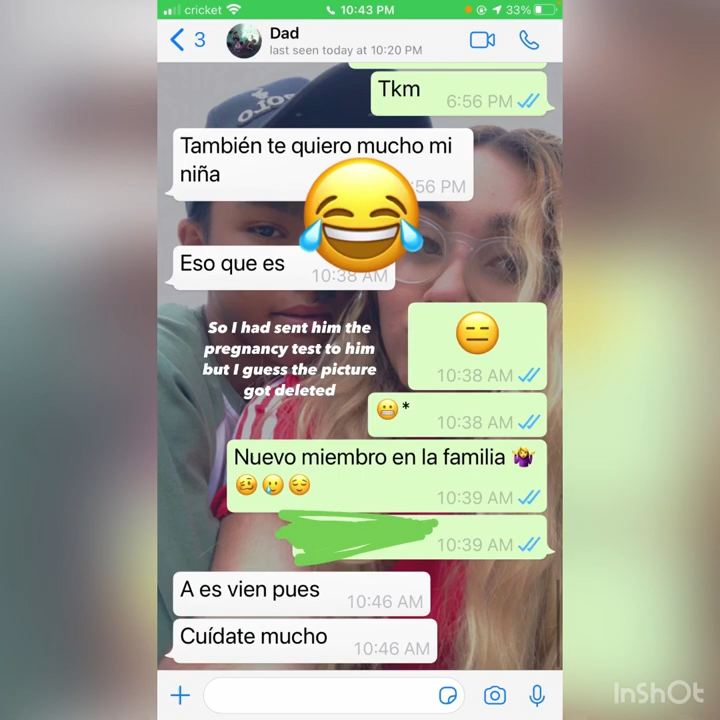 cricket 10:43 PM 33%
3 Dad
last seen today at 10:20 PM
Tkm
6:56 PM
También te quiero mucho mi
niña
:56 PM
Eso que es
10:38 AM
So I had sent him the
pregnancy test to him
but I guess the picture
got deleted
😑
10:38 AM
😬*
10:38 AM
Nuevo miembro en la familia 🤷‍♀️
🥴🥲😌
10:39 AM
10:39 AM
A es vien pues
10:46 AM
Cuídate mucho
10:46 AM
InShOt